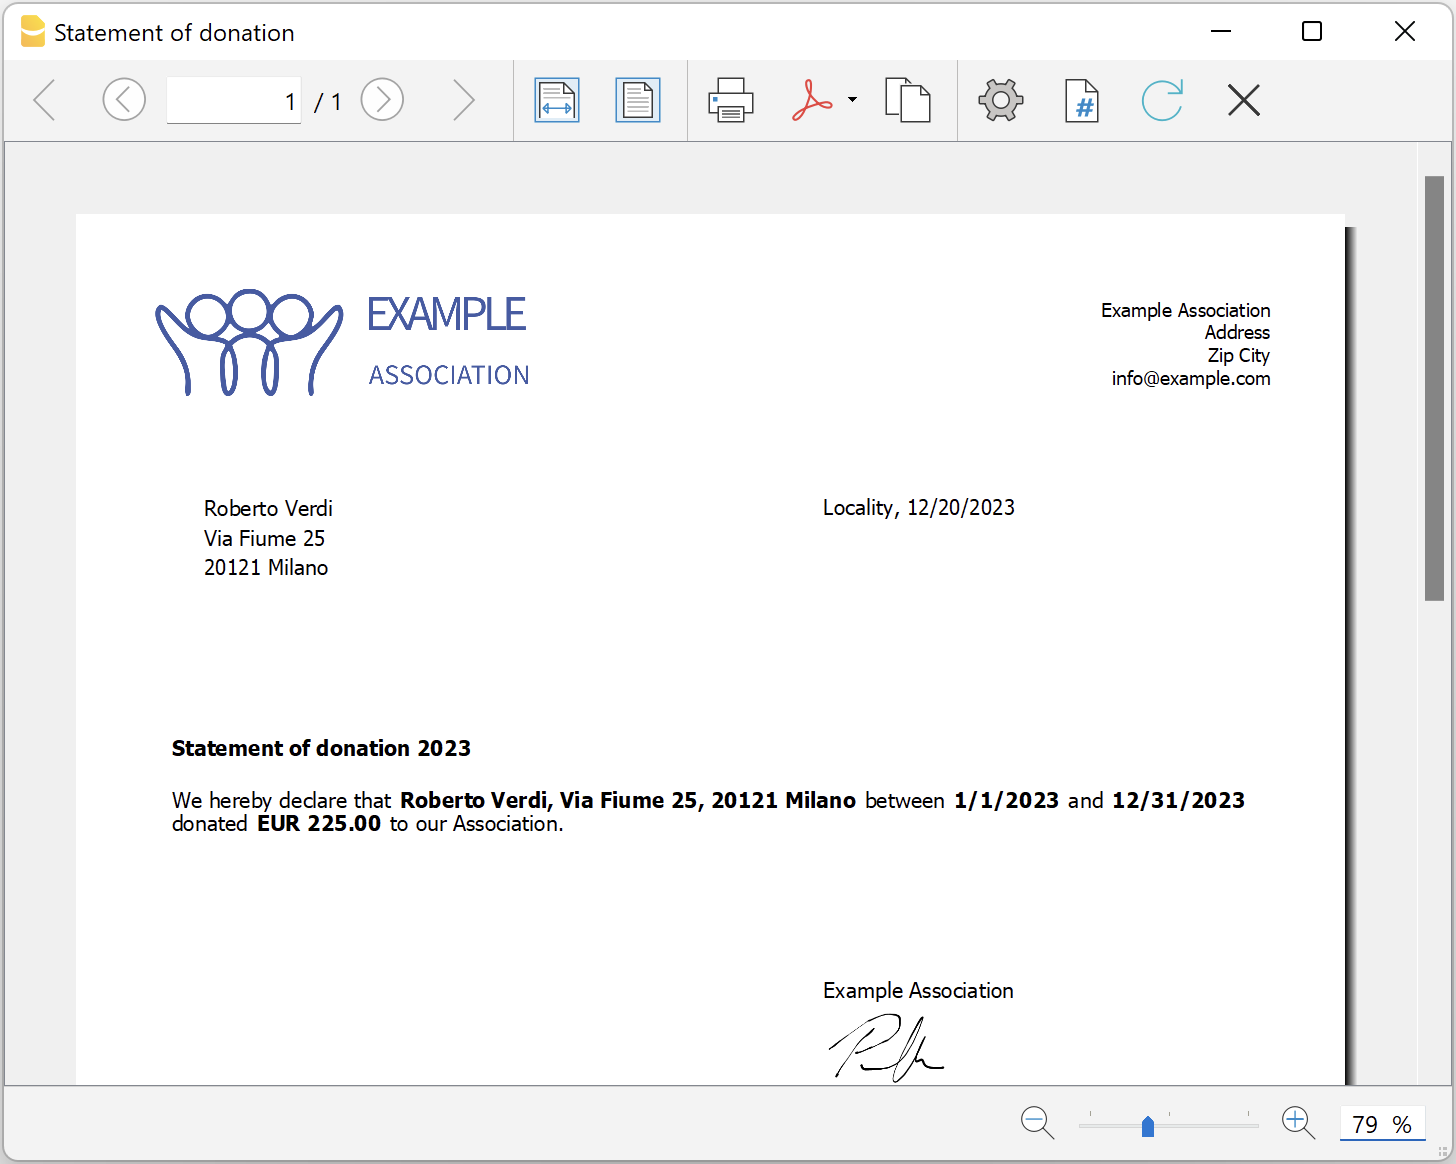 Statement of donation
1 / 1
EXAMPLE
ASSOCIATION
Example Association
Address
Zip City
info@example.com
Roberto Verdi
Via Fiume 25
20121 Milano
Locality, 12/20/2023
Statement of donation 2023
We hereby declare that Roberto Verdi, Via Fiume 25, 20121 Milano between 1/1/2023 and 12/31/2023
donated EUR 225.00 to our Association.
Example Association
79 %